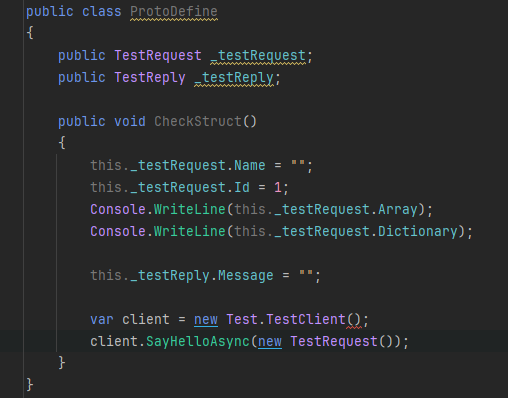 public class ProtoDefine
{
    public TestRequest _testRequest;
    public TestReply _testReply;

    public void CheckStruct()
    {
        this._testRequest.Name = "";
        this._testRequest.Id = 1;
        Console.WriteLine(this._testRequest.Array);
        Console.WriteLine(this._testRequest.Dictionary);

        this._testReply.Message = "";

        var client = new Test.TestClient();
        client.SayHelloAsync(new TestRequest());
    }
}